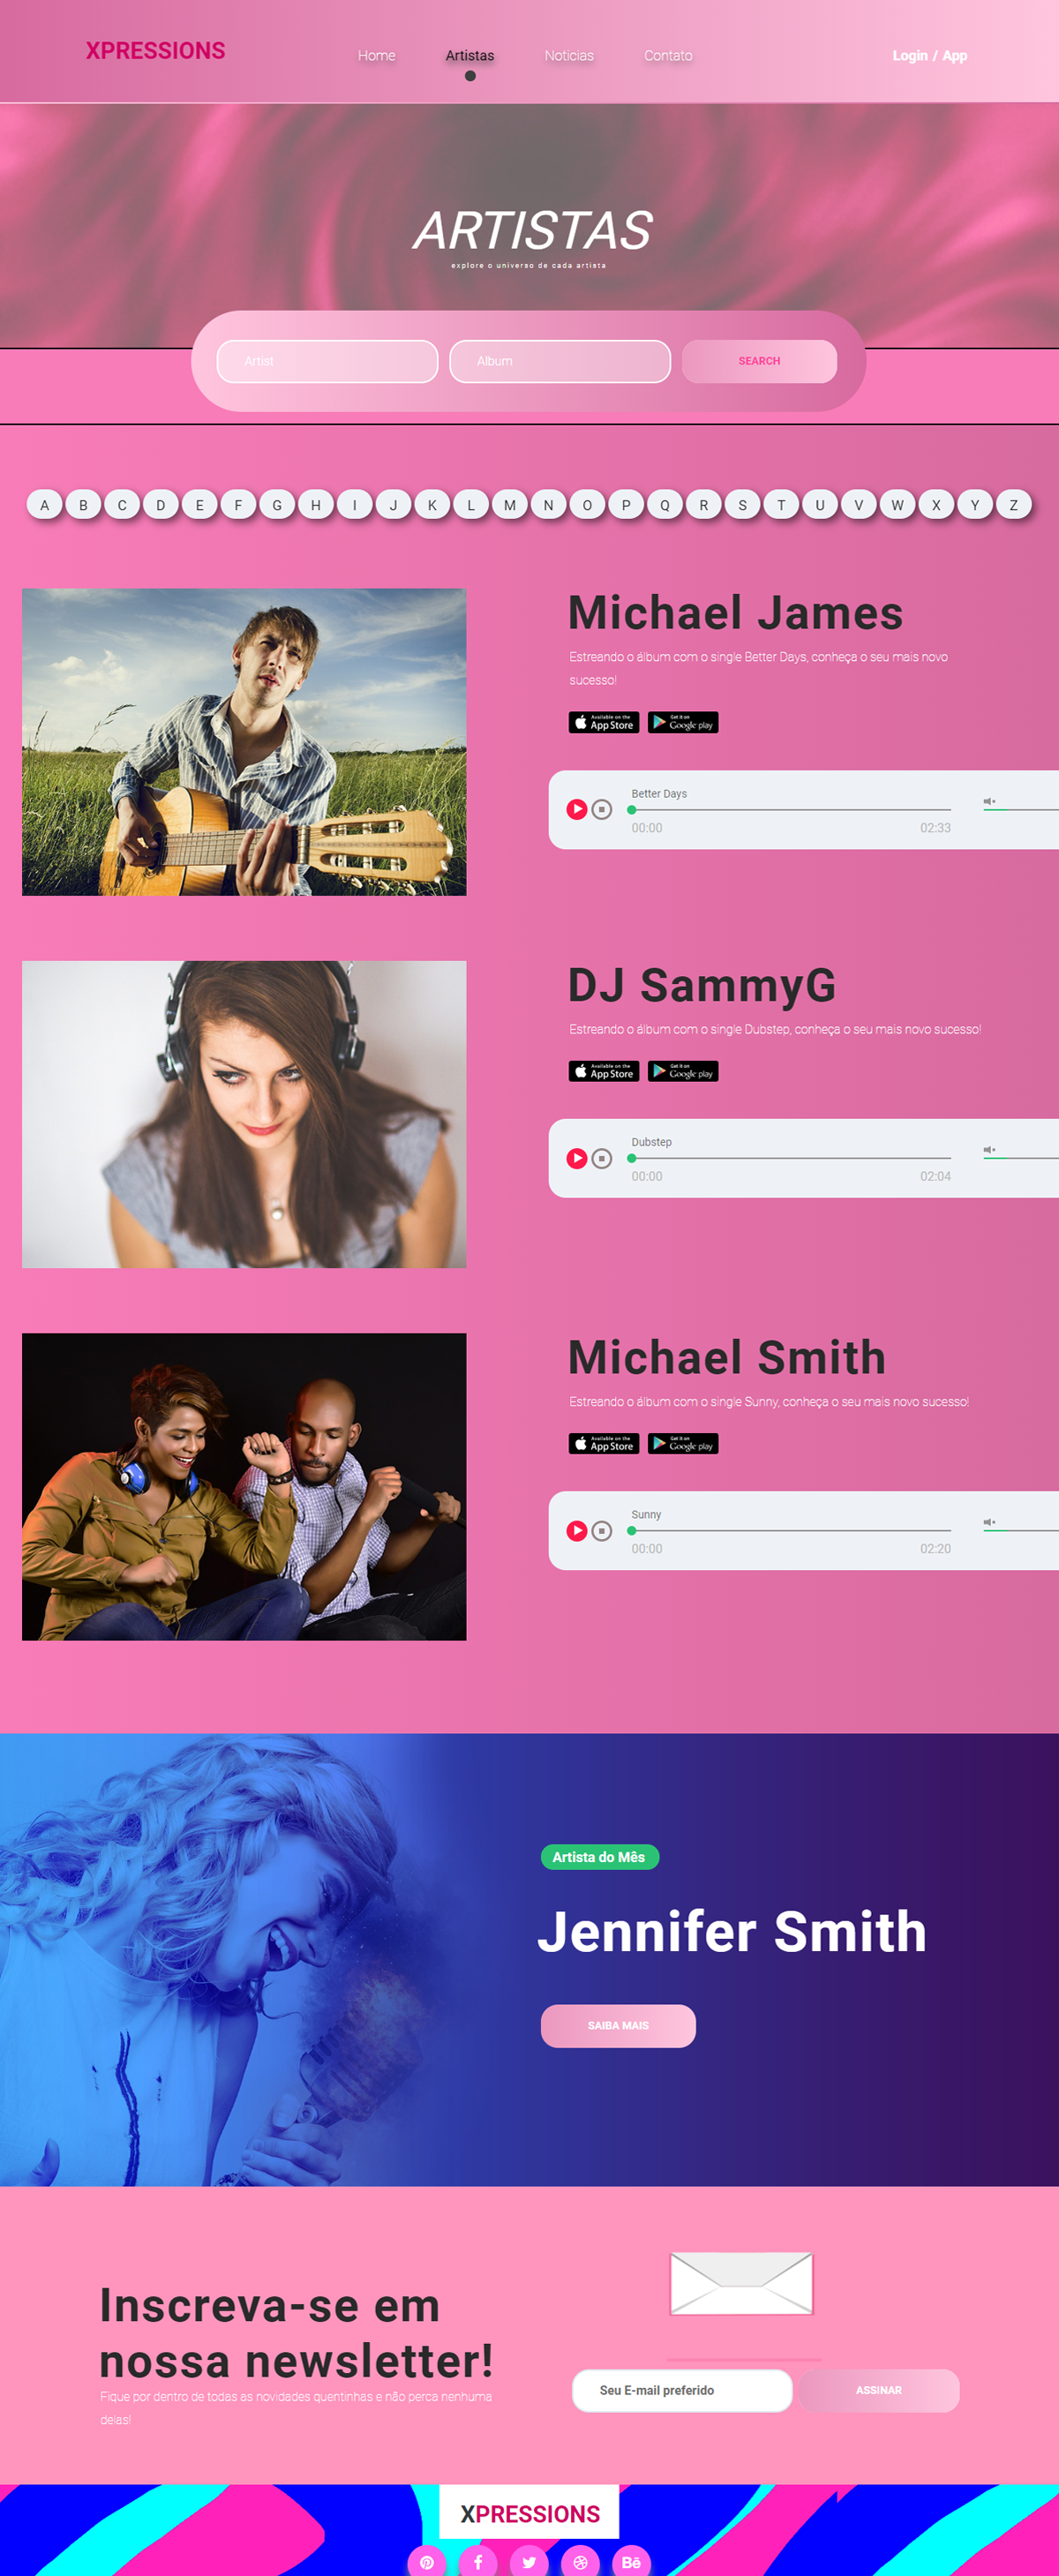 XPRESSIONS
Home Artistas Noticias Contato
Login / App
ARTISTAS
explore o universo de cada artista
Artist Album SEARCH
A B C D E F G H I J K L M N O P Q R S T U V W X Y Z
Michael James
Estreando o álbum com o single Better Days, conheça o seu mais novo
sucesso!
Available on the App Store
Get it on Google play
Better Days
00:00 02:33
DJ SammyG
Estreando o álbum com o single Dubstep, conheça o seu mais novo sucesso!
Available on the App Store
Get it on Google play
Dubstep
00:00 02:04
Michael Smith
Estreando o álbum com o single Sunny, conheça o seu mais novo sucesso!
Available on the App Store
Get it on Google play
Sunny
00:00 02:20
Artista do Mês
Jennifer Smith
SAIBA MAIS
Inscreva-se em
nossa newsletter!
Fique por dentro de todas as novidades quentinhas e não perca nenhuma
delas!
Seu E-mail preferido
ASSINAR
XPRESSIONS
Bē